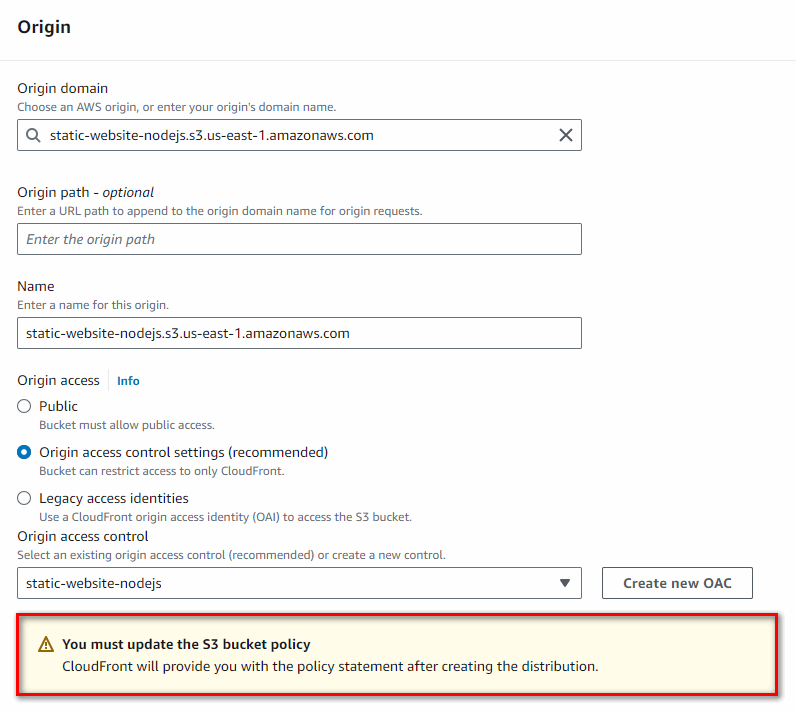 Origin
Origin domain
Choose an AWS origin, or enter your origin's domain name.
static-website-nodejs.s3.us-east-1.amazonaws.com
Origin path - optional
Enter a URL path to append to the origin domain name for origin requests.
Enter the origin path
Name
Enter a name for this origin.
static-website-nodejs.s3.us-east-1.amazonaws.com
Origin access Info
Public
Bucket must allow public access.
Origin access control settings (recommended)
Bucket can restrict access to only CloudFront.
Legacy access identities
Use a CloudFront origin access identity (OAI) to access the S3 bucket.
Origin access control
Select an existing origin access control (recommended) or create a new control.
static-website-nodejs Create new OAC
You must update the S3 bucket policy
CloudFront will provide you with the policy statement after creating the distribution.